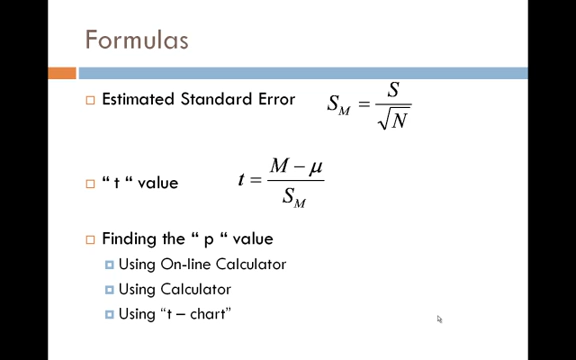 Formulas
Estimated Standard Error S_M = S / √N
“ t “ value t = M − μ / S_M
Finding the “ p “ value
Using On-line Calculator
Using Calculator
Using “t – chart”